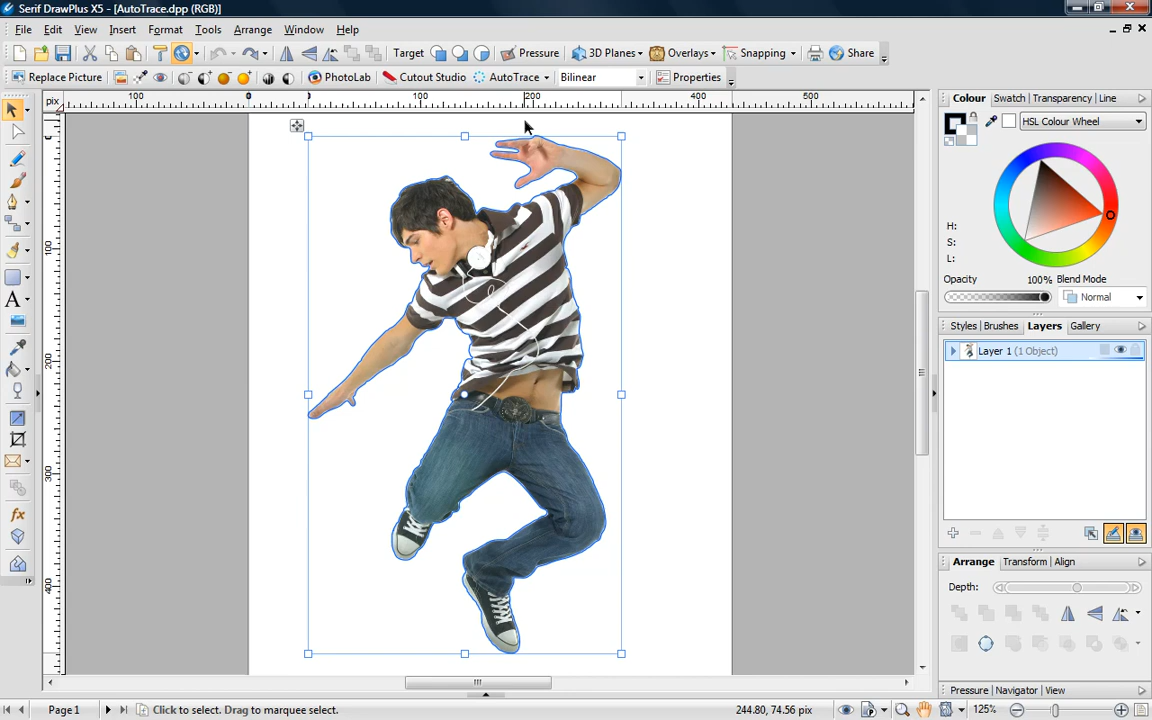 Serif DrawPlus X5 - [AutoTrace.dpp (RGB)]
File Edit View Insert Format Tools Arrange Window Help
Target Pressure 3D Planes Overlays Snapping Share
Replace Picture PhotoLab Cutout Studio AutoTrace Bilinear Properties
pix 100 0 100 200 400 500
0
100
200
300
400
Colour Swatch Transparency Line
HSL Colour Wheel
H:
S:
L:
Opacity 100% Blend Mode
Normal
Styles Brushes Layers Gallery
Layer 1 (1 Object)
Arrange Transform Align
Depth:
Pressure Navigator View
Page 1 Click to select. Drag to marquee select. 244.80, 74.56 pix 125%